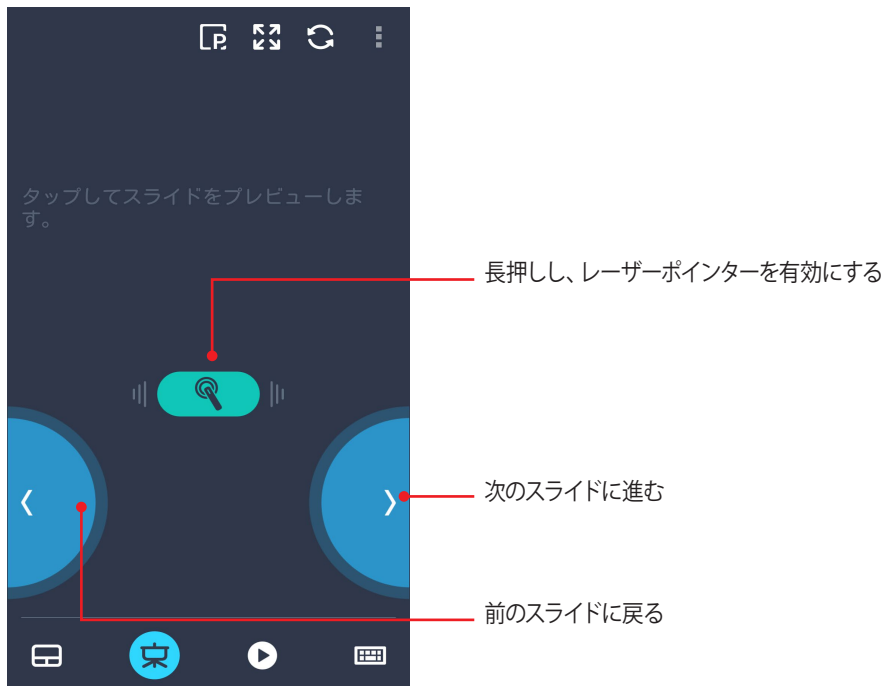 タップしてスライドをプレビューしま
す。
長押しし、レーザーポインターを有効にする
次のスライドに進む
前のスライドに戻る